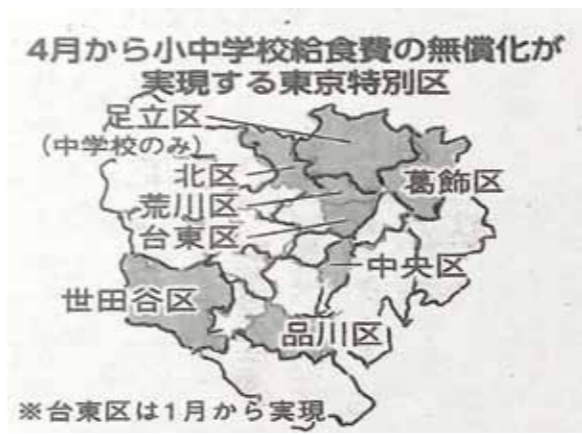 4月から小中学校給食費の無償化が
実現する東京特別区
足立区
(中学校のみ)
北区
葛飾区
荒川区
台東区
中央区
世田谷区
品川区
※台東区は1月から実現